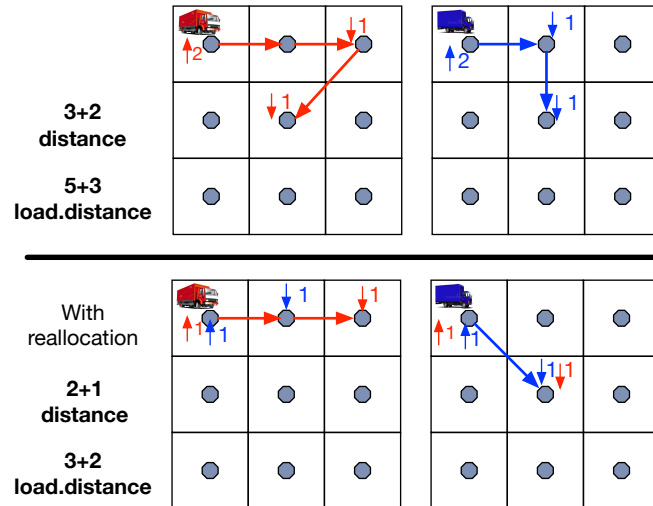 1 1
2 2
1 1
3+2
distance
5+3
load.distance
1 1
With
reallocation
1 1 1 1
1 1
2+1
distance
3+2
load.distance